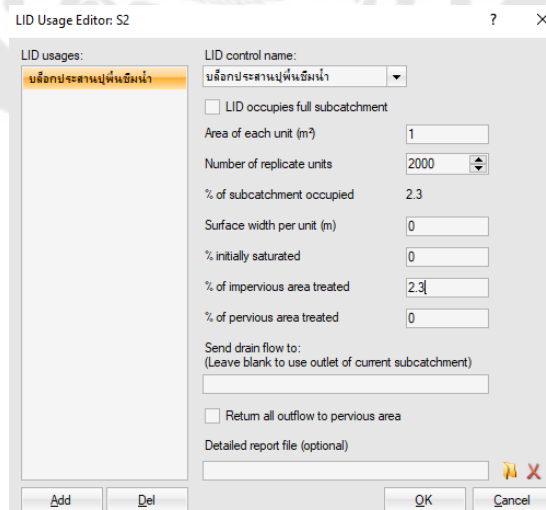 LID Usage Editor: S2 ? X
LID usages:
บล็อกประสานปูพื้นซึมน้ำ
LID control name:
บล็อกประสานปูพื้นซึมน้ำ
LID occupies full subcatchment
Area of each unit (m²) 1
Number of replicate units 2000
% of subcatchment occupied 2.3
Surface width per unit (m) 0
% initially saturated 0
% of impervious area treated 2.3
% of pervious area treated 0
Send drain flow to:
(Leave blank to use outlet of current subcatchment)
Return all outflow to pervious area
Detailed report file (optional)
Add Del OK Cancel